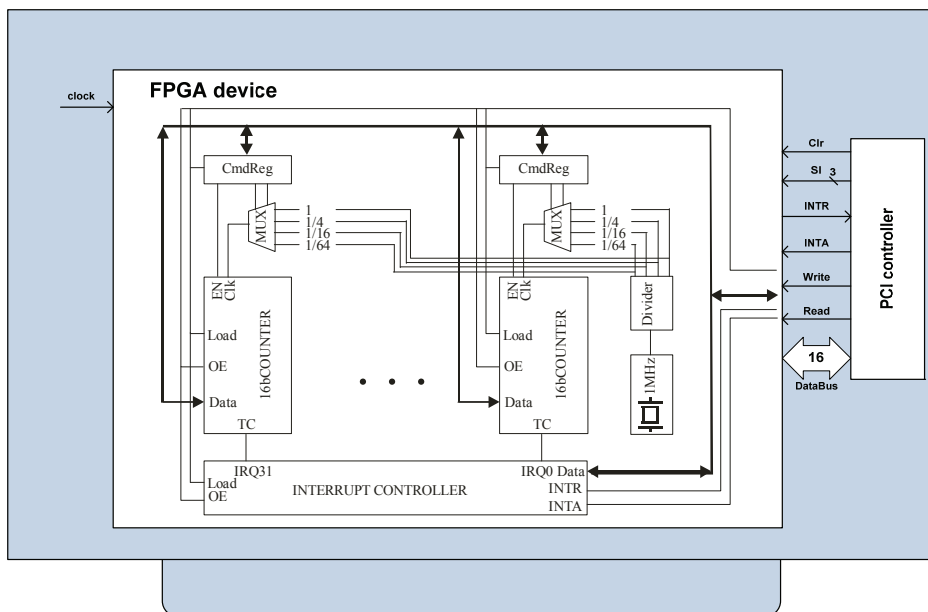 FPGA device
clock
CmdReg
MUX
1
1/4
1/16
1/64
EN
Clk
Load
OE
Data
16bCOUNTER
TC
• • •
CmdReg
MUX
1
1/4
1/16
1/64
EN
Clk
Load
OE
Data
16bCOUNTER
TC
Divider
1MHz
IRQ31
IRQ0 Data
Load
OE
INTERRUPT CONTROLLER
INTR
INTA
Clr
SI 3
INTR
INTA
Write
Read
16
DataBus
PCI controller